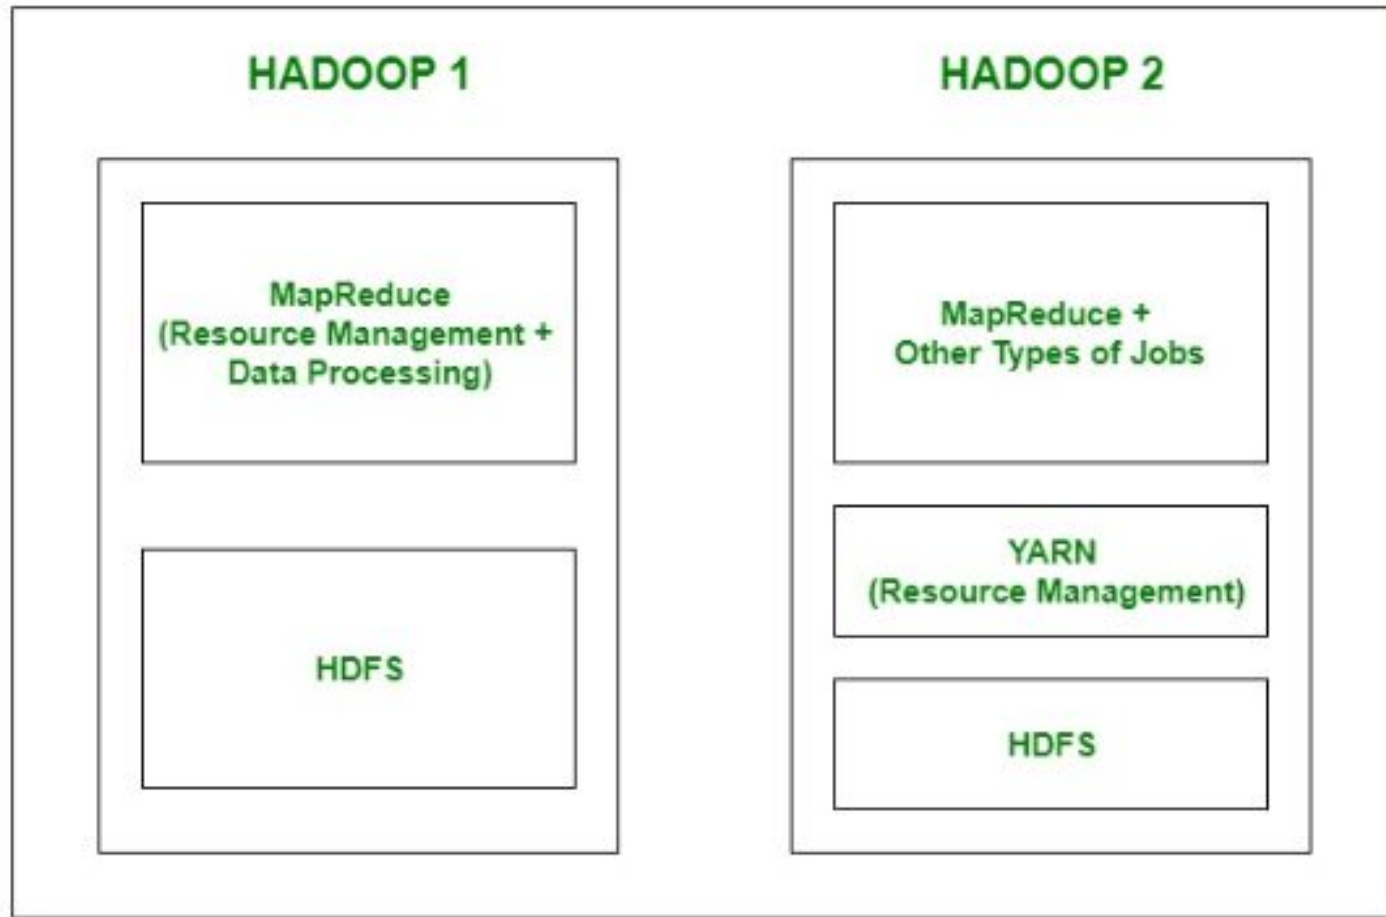 HADOOP 1
MapReduce
(Resource Management +
Data Processing)
HDFS
HADOOP 2
MapReduce +
Other Types of Jobs
YARN
(Resource Management)
HDFS